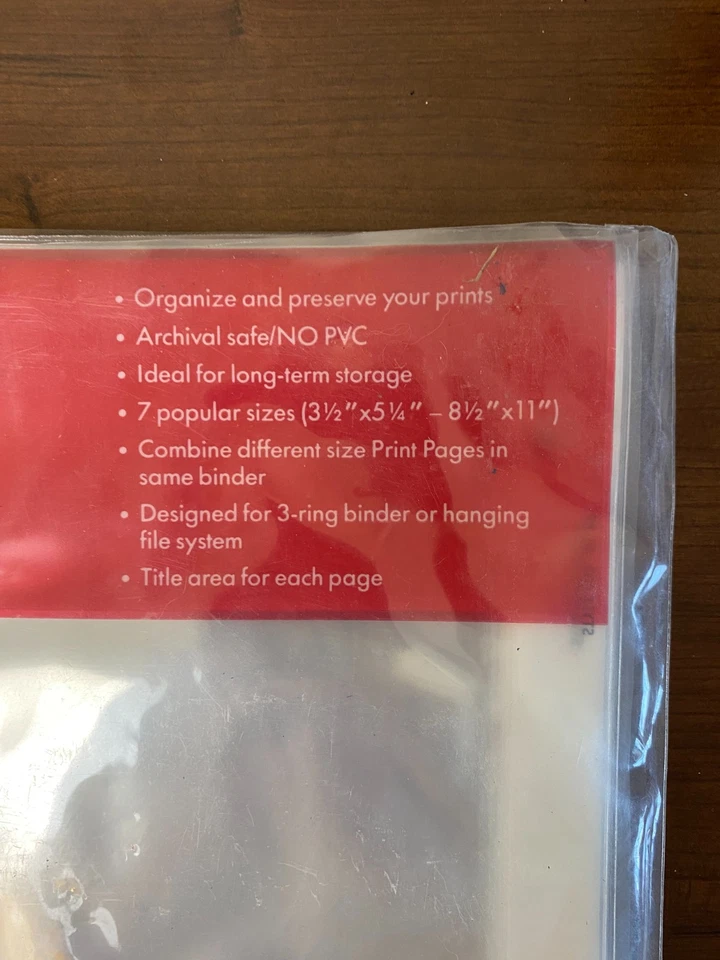 • Organize and preserve your prints
• Archival safe/NO PVC
• Ideal for long-term storage
• 7 popular sizes (3½"x5¼" – 8½"x11")
• Combine different size Print Pages in
same binder
• Designed for 3-ring binder or hanging
file system
• Title area for each page